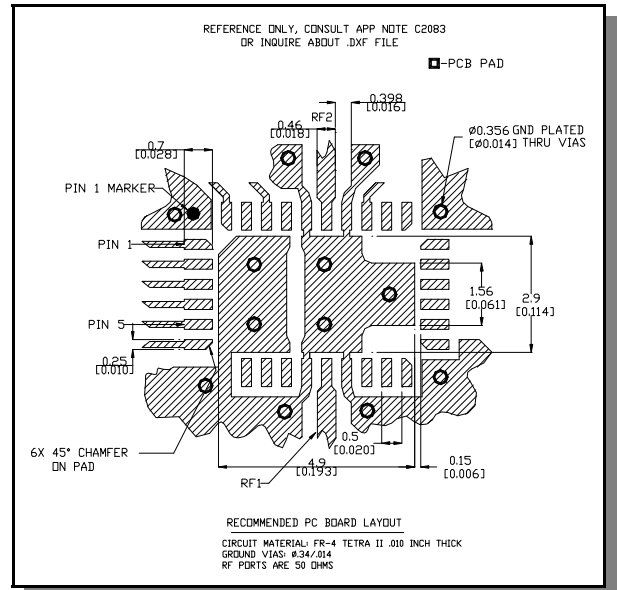 REFERENCE ONLY, CONSULT APP NOTE C2083
OR INQUIRE ABOUT .DXF FILE
-PCB PAD
0.398
[0.016]
RF2
0.46
[0.018]
Ø0.356 GND PLATED
[Ø0.014] THRU VIAS
0.7
[0.028]
PIN 1 MARKER
PIN 1
1.56
[0.061]
2.9
[0.114]
PIN 5
0.25
[0.010]
6X 45° CHAMFER
ON PAD
0.5
[0.020]
4.9
[0.193]
0.15
[0.006]
RF1
RECOMMENDED PC BOARD LAYOUT
CIRCUIT MATERIAL: FR-4 TETRA II .010 INCH THICK
GROUND VIAS: Ø.34/.014
RF PORTS ARE 50 OHMS